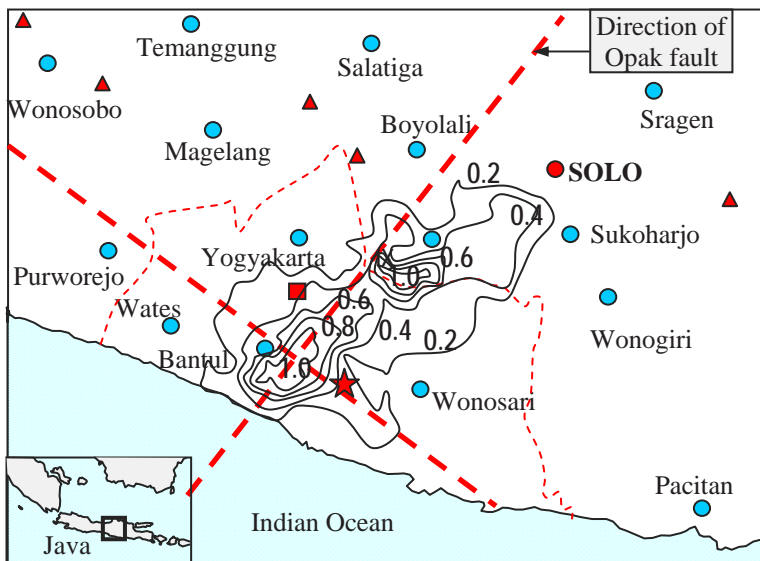 Temanggung
Direction of
Opak fault
Salatiga
Wonosobo
Sragen
Boyolali
Magelang
0.2
SOLO
0.4
Sukoharjo
Yogyakarta
0.6
Purworejo
1.0
0.6
Wates
0.8
0.4
0.2
Wonogiri
Bantul
1.0
Wonosari
Pacitan
Indian Ocean
Java